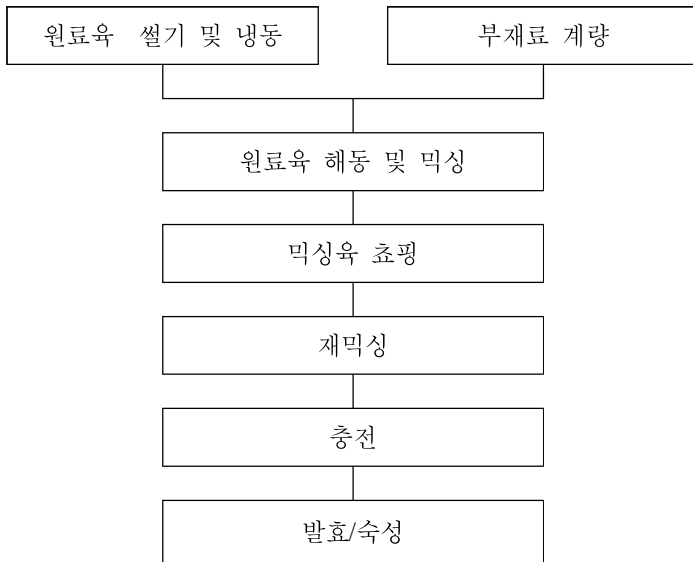 원료육 썰기 및 냉동
부재료 계량
원료육 해동 및 믹싱
믹싱육 쵸핑
재믹싱
충전
발효/숙성